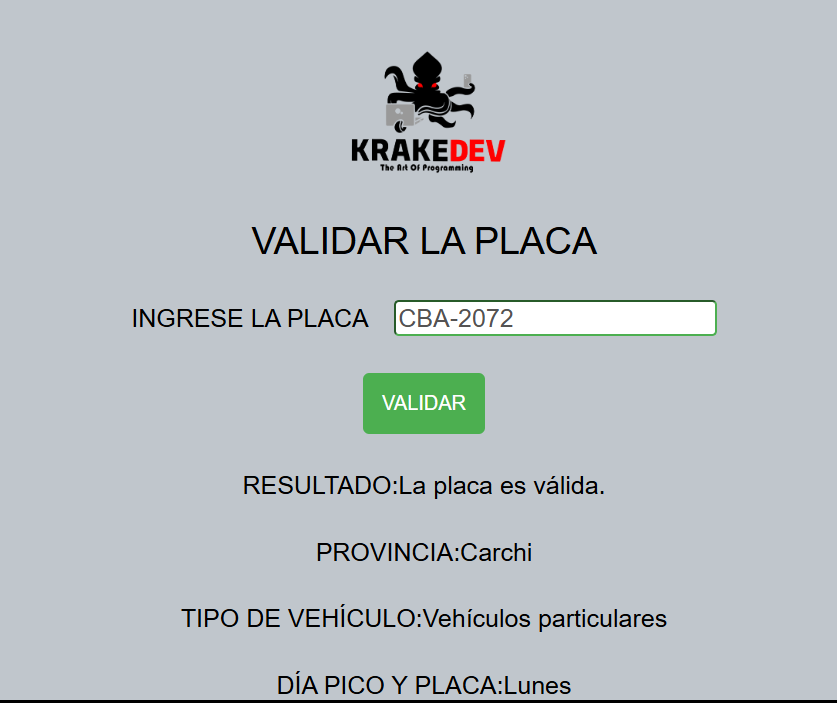 KRAKEDEV
The Art Of Programming
VALIDAR LA PLACA
INGRESE LA PLACA CBA-2072
VALIDAR
RESULTADO:La placa es válida.
PROVINCIA:Carchi
TIPO DE VEHÍCULO:Vehículos particulares
DÍA PICO Y PLACA:Lunes